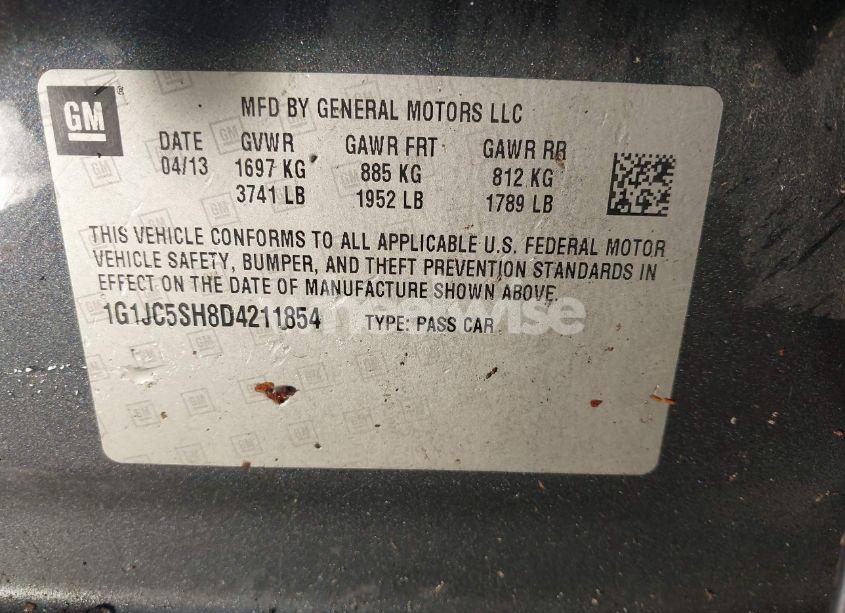 GM
MFD BY GENERAL MOTORS LLC
DATE GVWR GAWR FRT GAWR RR
04/13 1697 KG 885 KG 812 KG
3741 LB 1952 LB 1789 LB
THIS VEHICLE CONFORMS TO ALL APPLICABLE U.S. FEDERAL MOTOR
VEHICLE SAFETY, BUMPER, AND THEFT PREVENTION STANDARDS IN
EFFECT ON THE DATE OF MANUFACTURE SHOWN ABOVE.
1G1JC5SH8D4211854 TYPE: PASS CAR